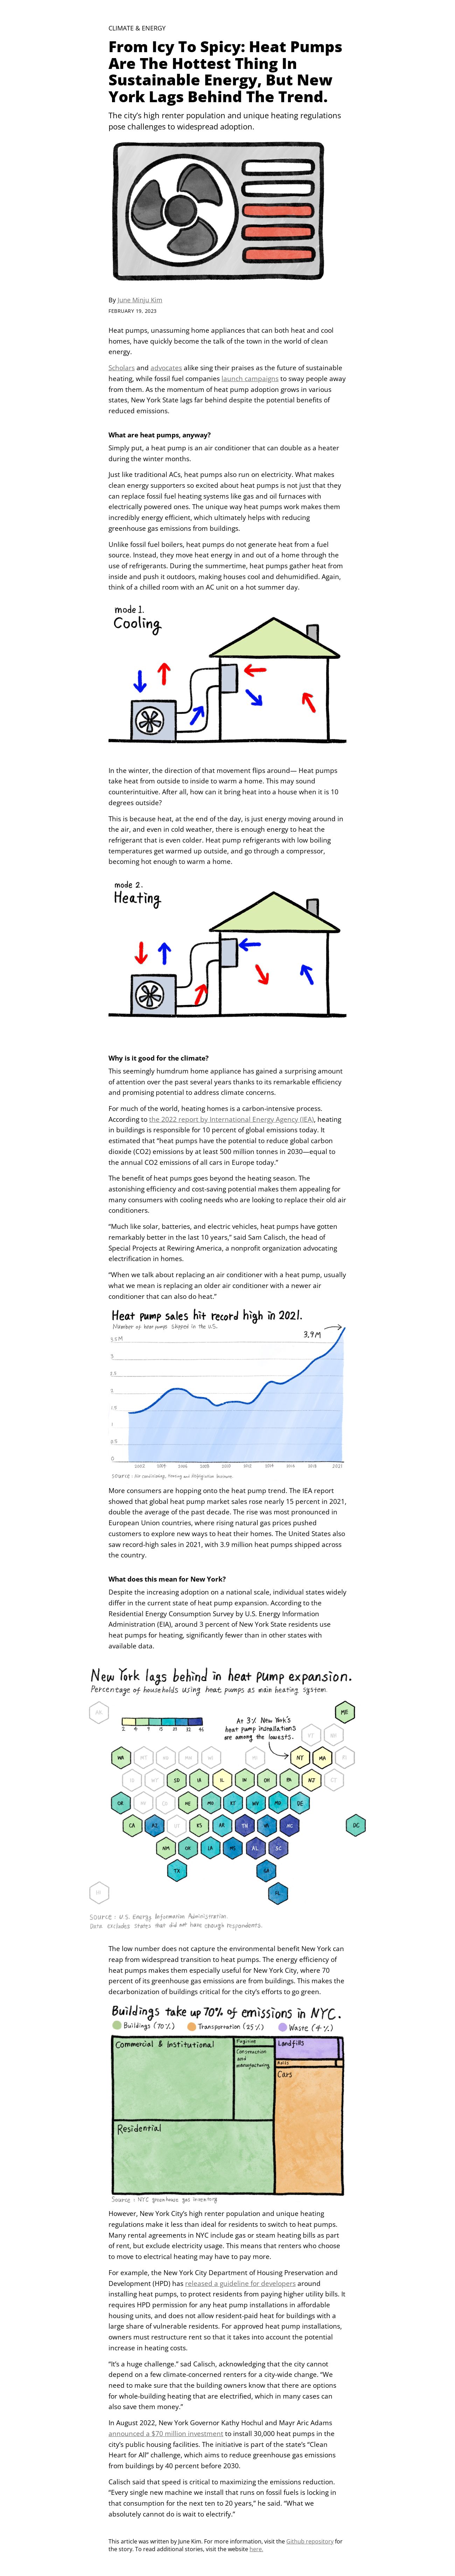 CLIMATE & ENERGY
From Icy To Spicy: Heat Pumps
Are The Hottest Thing In
Sustainable Energy, But New
York Lags Behind The Trend.
The city’s high renter population and unique heating regulations
pose challenges to widespread adoption.
By June Minju Kim
FEBRUARY 19, 2023
Heat pumps, unassuming home appliances that can both heat and cool
homes, have quickly become the talk of the town in the world of clean
energy.
Scholars and advocates alike sing their praises as the future of sustainable
heating, while fossil fuel companies launch campaigns to sway people away
from them. As the momentum of heat pump adoption grows in various
states, New York State lags far behind despite the potential benefits of
reduced emissions.
What are heat pumps, anyway?
Simply put, a heat pump is an air conditioner that can double as a heater
during the winter months.
Just like traditional ACs, heat pumps also run on electricity. What makes
clean energy supporters so excited about heat pumps is not just that they
can replace fossil fuel heating systems like gas and oil furnaces with
electrically powered ones. The unique way heat pumps work makes them
incredibly energy efficient, which ultimately helps with reducing
greenhouse gas emissions from buildings.
Unlike fossil fuel boilers, heat pumps do not generate heat from a fuel
source. Instead, they move heat energy in and out of a home through the
use of refrigerants. During the summertime, heat pumps gather heat from
inside and push it outdoors, making houses cool and dehumidified. Again,
think of a chilled room with an AC unit on a hot summer day.
mode 1.
Cooling
In the winter, the direction of that movement flips around— Heat pumps
take heat from outside to inside to warm a home. This may sound
counterintuitive. After all, how can it bring heat into a house when it is 10
degrees outside?
This is because heat, at the end of the day, is just energy moving around in
the air, and even in cold weather, there is enough energy to heat the
refrigerant that is even colder. Heat pump refrigerants with low boiling
temperatures get warmed up outside, and go through a compressor,
becoming hot enough to warm a home.
mode 2.
Heating
Why is it good for the climate?
This seemingly humdrum home appliance has gained a surprising amount
of attention over the past several years thanks to its remarkable efficiency
and promising potential to address climate concerns.
For much of the world, heating homes is a carbon-intensive process.
According to the 2022 report by International Energy Agency (IEA), heating
in buildings is responsible for 10 percent of global emissions today. It
estimated that “heat pumps have the potential to reduce global carbon
dioxide (CO2) emissions by at least 500 million tonnes in 2030—equal to
the annual CO2 emissions of all cars in Europe today.”
The benefit of heat pumps goes beyond the heating season. The
astonishing efficiency and cost-saving potential makes them appealing for
many consumers with cooling needs who are looking to replace their old air
conditioners.
“Much like solar, batteries, and electric vehicles, heat pumps have gotten
remarkably better in the last 10 years,” said Sam Calisch, the head of
Special Projects at Rewiring America, a nonprofit organization advocating
electrification in homes.
“When we talk about replacing an air conditioner with a heat pump, usually
what we mean is replacing an older air conditioner with a newer air
conditioner that can also do heat.”
Heat pump sales hit record high in 2021.
Number of heat pumps shipped in the U.S.
3.9M
3.5M
3
2.5
2
1.5
1
0.5
0
2002 2004 2006 2008 2010 2012 2014 2016 2018 2021
Source: Air conditioning, Heating and Refrigeration Institute.
More consumers are hopping onto the heat pump trend. The IEA report
showed that global heat pump market sales rose nearly 15 percent in 2021,
double the average of the past decade. The rise was most pronounced in
European Union countries, where rising natural gas prices pushed
customers to explore new ways to heat their homes. The United States also
saw record-high sales in 2021, with 3.9 million heat pumps shipped across
the country.
What does this mean for New York?
Despite the increasing adoption on a national scale, individual states widely
differ in the current state of heat pump expansion. According to the
Residential Energy Consumption Survey by U.S. Energy Information
Administration (EIA), around 3 percent of New York State residents use
heat pumps for heating, significantly fewer than in other states with
available data.
New York lags behind in heat pump expansion.
Percentage of households using heat pumps as main heating system.
AK ME
At 3% New York's
heat pump installations
are among the lowests.
WA NY MA
SD IA IL IN OH PA NJ
OR NE MO KY WV MD DE
CA AZ KS AR TN VA NC DC
NM OK LA MS AL SC
TX GA
HI FL
Source: U.S. Energy Information Administration.
Data excluded states that did not have enough respondents.
The low number does not capture the environmental benefit New York can
reap from widespread transition to heat pumps. The energy efficiency of
heat pumps makes them especially useful for New York City, where 70
percent of its greenhouse gas emissions are from buildings. This makes the
decarbonization of buildings critical for the city’s efforts to go green.
Buildings take up 70% of emissions in NYC.
Buildings (70%) Transportation (25%) Waste (4%)
Commercial & Institutional
Fugitive
Construction
and
manufacturing
Landfills
Cars
Residential
Source: NYC greenhouse gas inventory
However, New York City’s high renter population and unique heating
regulations make it less than ideal for residents to switch to heat pumps.
Many rental agreements in NYC include gas or steam heating bills as part
of rent, but exclude electricity usage. This means that renters who choose
to move to electrical heating may have to pay more.
For example, the New York City Department of Housing Preservation and
Development (HPD) has released a guideline for developers around
installing heat pumps, to protect residents from paying higher utility bills. It
requires HPD permission for any heat pump installations in affordable
housing units, and does not allow resident-paid heat for buildings with a
large share of vulnerable residents. For approved heat pump installations,
owners must restructure rent so that it takes into account the potential
increase in heating costs.
“It’s a huge challenge.” sad Calisch, acknowledging that the city cannot
depend on a few climate-concerned renters for a city-wide change. “We
need to make sure that the building owners know that there are options
for whole-building heating that are electrified, which in many cases can
also save them money.”
In August 2022, New York Governor Kathy Hochul and Mayr Aric Adams
announced a $70 million investment to install 30,000 heat pumps in the
city’s public housing facilities. The initiative is part of the state’s “Clean
Heart for All” challenge, which aims to reduce greenhouse gas emissions
from buildings by 40 percent before 2030.
Calisch said that speed is critical to maximizing the emissions reduction.
“Every single new machine we install that runs on fossil fuels is locking in
that consumption for the next ten to 20 years,” he said. “What we
absolutely cannot do is wait to electrify.”
This article was written by June Kim. For more information, visit the Github repository for
the story. To read additional stories, visit the website here.